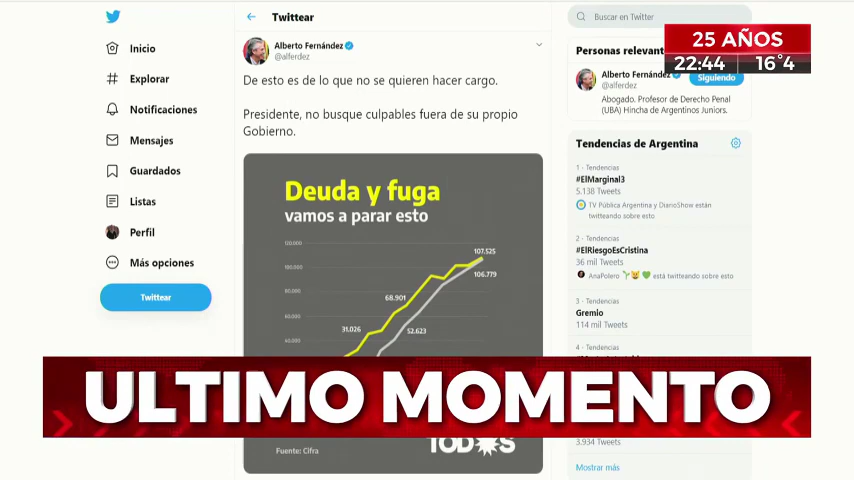 Twittear
Buscar en Twitter
25 AÑOS
22:44
16°4
Inicio
Explorar
Notificaciones
Mensajes
Guardados
Listas
Perfil
Más opciones
Twittear
Alberto Fernández
@alferdez
De esto es de lo que no se quieren hacer cargo.
Presidente, no busque culpables fuera de su propio
Gobierno.
Deuda y fuga
vamos a parar esto
120.000
100.000
80.000
60.000
40.000
107.525
106.779
68.901
52.623
31.026
Fuente: Cifra
TODOS
Personas relevant
Alberto Fernández
@alferdez
Siguiendo
Abogado. Profesor de Derecho Penal
(UBA) Hincha de Argentinos Juniors.
Tendencias de Argentina
1 · Tendencias
#ElMarginal3
5.138 Tweets
TV Pública Argentina y DiarioShow están
twitteando sobre esto
2 · Tendencias
#ElRiesgoEsCristina
36 mil Tweets
AnaPolero 🌱😺💚 está twitteando sobre esto
3 · Tendencias
Gremio
114 mil Tweets
4 · Tendencias
ULTIMO MOMENTO
3.934 Tweets
Mostrar más